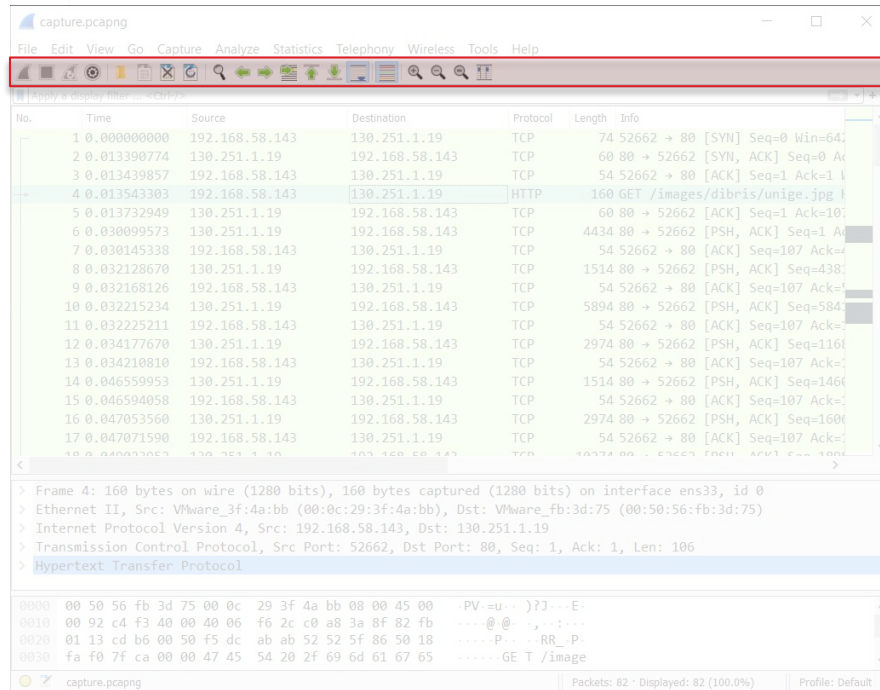 capture.pcapng
File Edit View Go Capture Analyze Statistics Telephony Wireless Tools Help
Apply a display filter ... <Ctrl-/>
No. Time Source Destination Protocol Length Info
1 0.000000000 192.168.58.143 130.251.1.19 TCP 74 52662 → 80 [SYN] Seq=0 Win=642
2 0.013390774 130.251.1.19 192.168.58.143 TCP 60 80 → 52662 [SYN, ACK] Seq=0 Ac
3 0.013439857 192.168.58.143 130.251.1.19 TCP 54 52662 → 80 [ACK] Seq=1 Ack=1 W
4 0.013543303 192.168.58.143 130.251.1.19 HTTP 160 GET /images/dibris/unige.jpg H
5 0.013732949 130.251.1.19 192.168.58.143 TCP 60 80 → 52662 [ACK] Seq=1 Ack=107
6 0.030099573 130.251.1.19 192.168.58.143 TCP 4434 80 → 52662 [PSH, ACK] Seq=1 Ac
7 0.030145338 192.168.58.143 130.251.1.19 TCP 54 52662 → 80 [ACK] Seq=107 Ack=4
8 0.032128670 130.251.1.19 192.168.58.143 TCP 1514 80 → 52662 [PSH, ACK] Seq=4381
9 0.032168126 192.168.58.143 130.251.1.19 TCP 54 52662 → 80 [ACK] Seq=107 Ack=5
10 0.032215234 130.251.1.19 192.168.58.143 TCP 5894 80 → 52662 [PSH, ACK] Seq=584
11 0.032225211 192.168.58.143 130.251.1.19 TCP 54 52662 → 80 [ACK] Seq=107 Ack=
12 0.034177670 130.251.1.19 192.168.58.143 TCP 2974 80 → 52662 [PSH, ACK] Seq=1168
13 0.034210810 192.168.58.143 130.251.1.19 TCP 54 52662 → 80 [ACK] Seq=107 Ack=
14 0.046559953 130.251.1.19 192.168.58.143 TCP 1514 80 → 52662 [PSH, ACK] Seq=1460
15 0.046594058 192.168.58.143 130.251.1.19 TCP 54 52662 → 80 [ACK] Seq=107 Ack=
16 0.047053560 130.251.1.19 192.168.58.143 TCP 2974 80 → 52662 [PSH, ACK] Seq=1606
17 0.047071590 192.168.58.143 130.251.1.19 TCP 54 52662 → 80 [ACK] Seq=107 Ack=1
130.251.1.19 192.168.58.143 TCP 80 → 52662 [PSH, ACK]
> Frame 4: 160 bytes on wire (1280 bits), 160 bytes captured (1280 bits) on interface ens33, id 0
> Ethernet II, Src: VMware_3f:4a:bb (00:0c:29:3f:4a:bb), Dst: VMware_fb:3d:75 (00:50:56:fb:3d:75)
> Internet Protocol Version 4, Src: 192.168.58.143, Dst: 130.251.1.19
> Transmission Control Protocol, Src Port: 52662, Dst Port: 80, Seq: 1, Ack: 1, Len: 106
> Hypertext Transfer Protocol
0000 00 50 56 fb 3d 75 00 0c 29 3f 4a bb 08 00 45 00 ·PV·=u·· )?J···E·
0010 00 92 c4 f3 40 00 40 06 f6 2c c0 a8 3a 8f 82 fb ····@·@· ·,··:···
0020 01 13 cd b6 00 50 f5 dc ab ab 52 52 5f 86 50 18 ·····P·· ··RR_·P·
0030 fa f0 7f ca 00 00 47 45 54 20 2f 69 6d 61 67 65 ······GE T /image
capture.pcapng Packets: 82 · Displayed: 82 (100.0%) Profile: Default